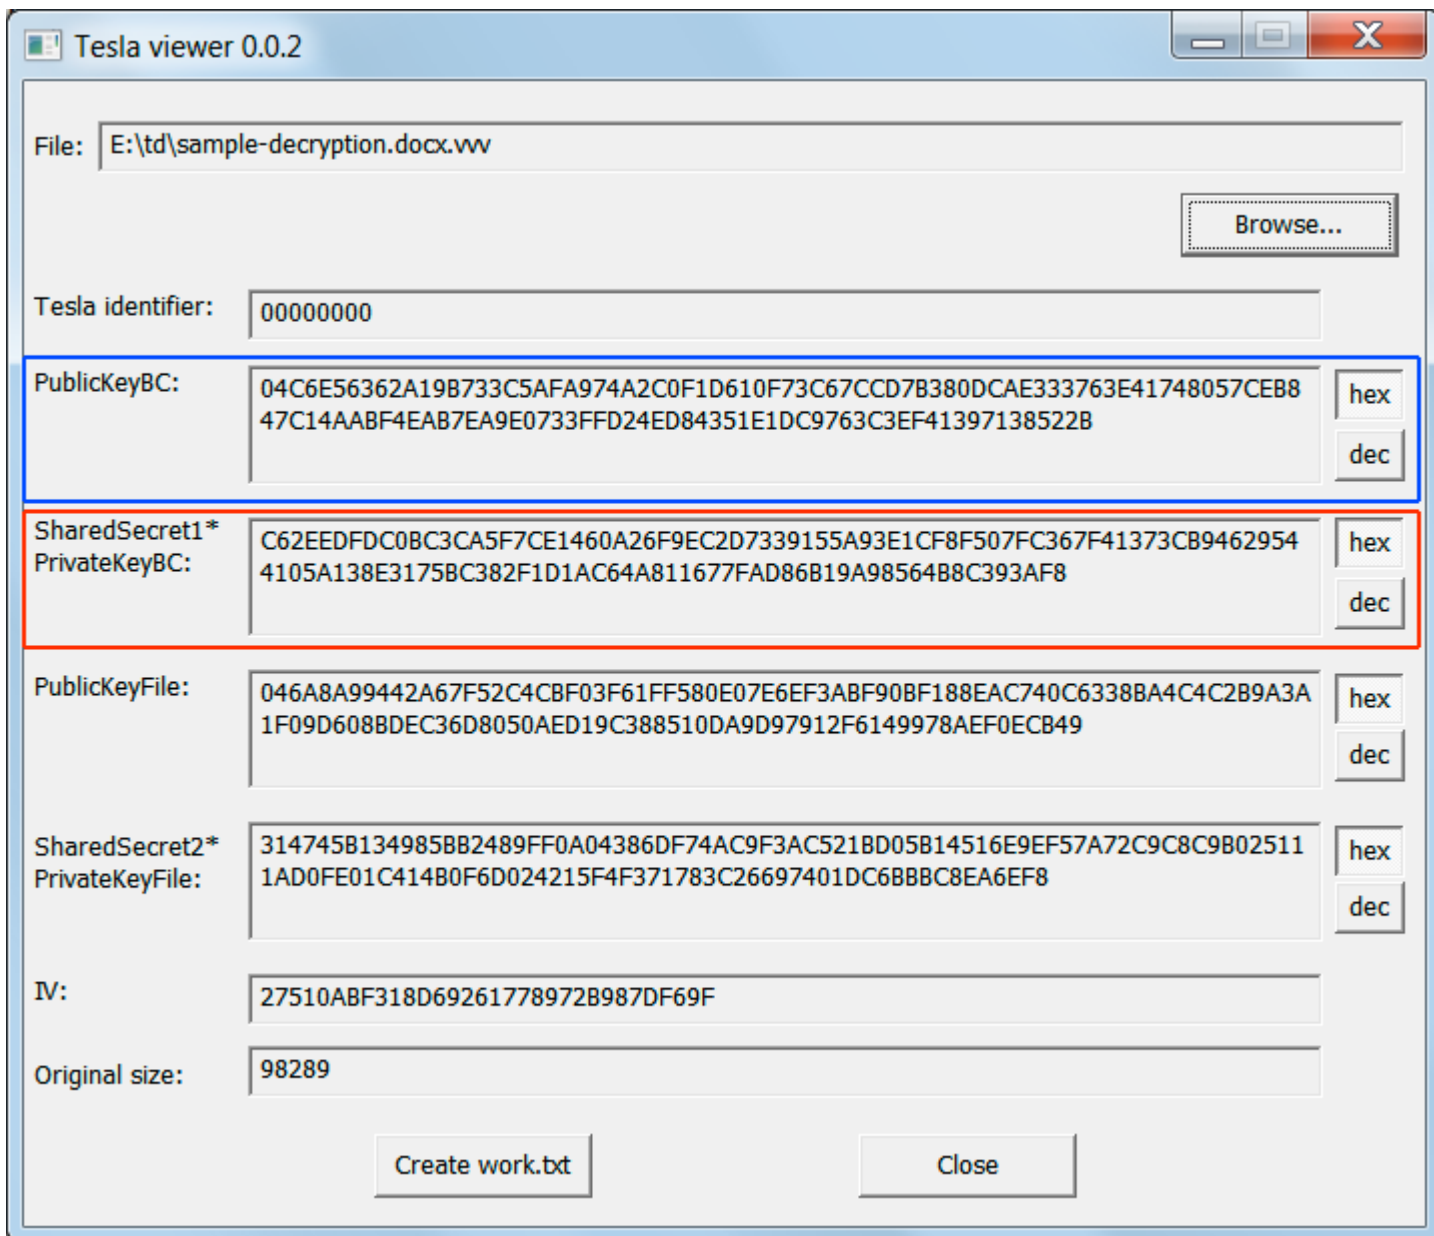 Tesla viewer 0.0.2
File: E:\td\sample-decryption.docx.vvv
Browse...
Tesla identifier: 00000000
PublicKeyBC: 04C6E56362A19B733C5AFA974A2C0F1D610F73C67CCD7B380DCAE333763E41748057CEB8 hex
47C14AABF4EAB7EA9E0733FFD24ED84351E1DC9763C3EF41397138522B
dec
SharedSecret1* C62EEDFDC0BC3CA5F7CE1460A26F9EC2D7339155A93E1CF8F507FC367F41373CB9462954 hex
PrivateKeyBC: 4105A138E3175BC382F1D1AC64A811677FAD86B19A98564B8C393AF8
dec
PublicKeyFile: 046A8A99442A67F52C4CBF03F61FF580E07E6EF3ABF90BF188EAC740C6338BA4C4C2B9A3A hex
1F09D608BDEC36D8050AED19C388510DA9D97912F6149978AEF0ECB49
dec
SharedSecret2* 314745B134985BB2489FF0A04386DF74AC9F3AC521BD05B14516E9EF57A72C9C8C9B025111 hex
PrivateKeyFile: 1AD0FE01C414B0F6D024215F4F371783C26697401DC6BBBC8EA6EF8
dec
IV: 27510ABF318D69261778972B987DF69F
Original size: 98289
Create work.txt Close